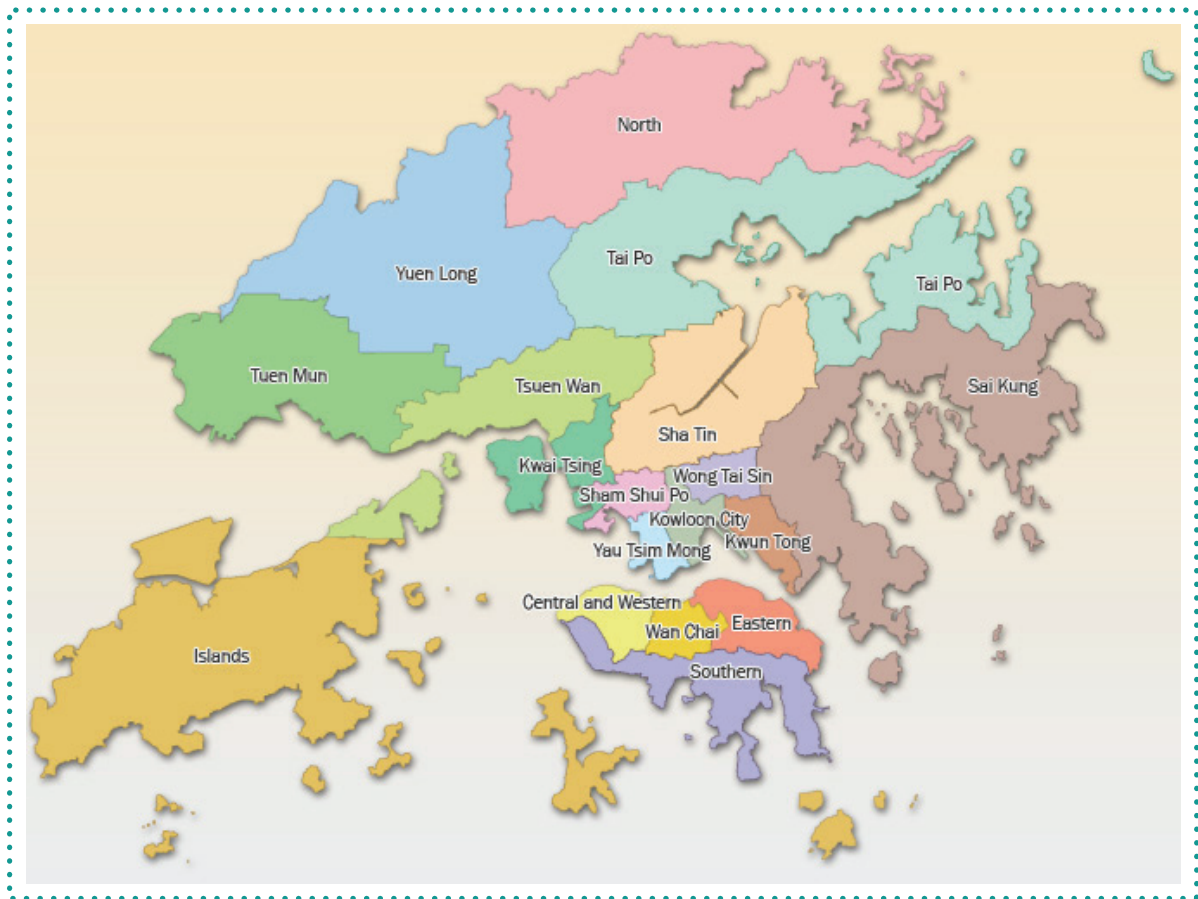 North
Tai Po
Yuen Long
Tai Po
Tuen Mun
Tsuen Wan
Sai Kung
Sha Tin
Kwai Tsing
Wong Tai Sin
Sham Shui Po
Kowloon City
Kwun Tong
Yau Tsim Mong
Central and Western
Wan Chai
Eastern
Islands
Southern